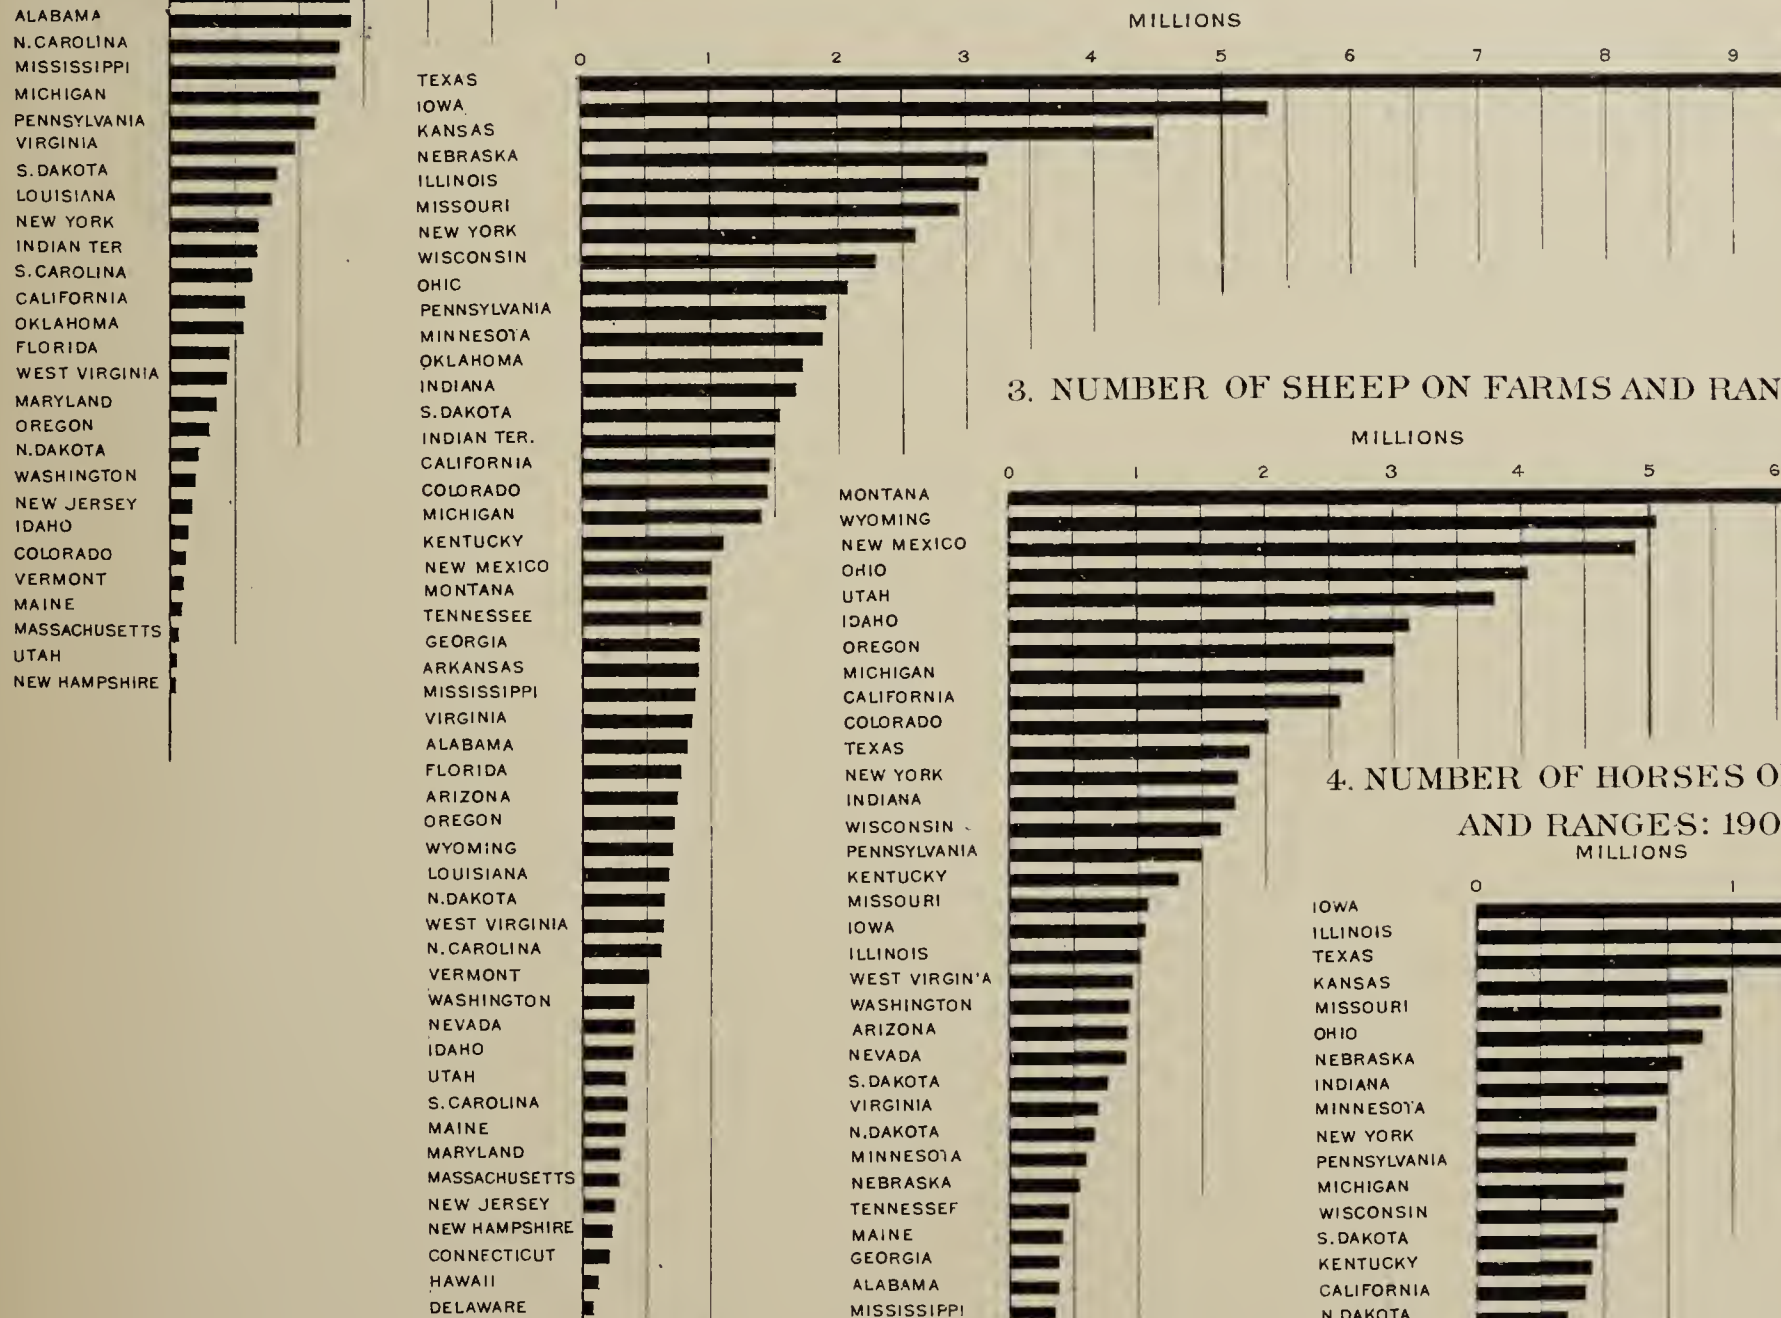 ALABAMA
N. CAROLINA
MISSISSIPPI
MICHIGAN
PENNSYLVANIA
VIRGINIA
S. DAKOTA
LOUISIANA
NEW YORK
INDIAN TER
S. CAROLINA
CALIFORNIA
OKLAHOMA
FLORIDA
WEST VIRGINIA
MARYLAND
OREGON
N. DAKOTA
WASHINGTON
NEW JERSEY
IDAHO
COLORADO
VERMONT
MAINE
MASSACHUSETTS
UTAH
NEW HAMPSHIRE
MILLIONS
0 1 2 3 4 5 6 7 8 9
TEXAS
IOWA
KANSAS
NEBRASKA
ILLINOIS
MISSOURI
NEW YORK
WISCONSIN
OHIC
PENNSYLVANIA
MINNESOTA
OKLAHOMA
INDIANA
S. DAKOTA
INDIAN TER.
CALIFORNIA
COLORADO
MICHIGAN
KENTUCKY
NEW MEXICO
MONTANA
TENNESSEE
GEORGIA
ARKANSAS
MISSISSIPPI
VIRGINIA
ALABAMA
FLORIDA
ARIZONA
OREGON
WYOMING
LOUISIANA
N. DAKOTA
WEST VIRGINIA
N. CAROLINA
VERMONT
WASHINGTON
NEVADA
IDAHO
UTAH
S. CAROLINA
MAINE
MARYLAND
MASSACHUSETTS
NEW JERSEY
NEW HAMPSHIRE
CONNECTICUT
HAWAII
DELAWARE
3. NUMBER OF SHEEP ON FARMS AND RAN
MILLIONS
0 1 2 3 4 5 6
MONTANA
WYOMING
NEW MEXICO
OHIO
UTAH
IDAHO
OREGON
MICHIGAN
CALIFORNIA
COLORADO
TEXAS
NEW YORK
INDIANA
WISCONSIN
PENNSYLVANIA
KENTUCKY
MISSOURI
IOWA
ILLINOIS
WEST VIRGIN'A
WASHINGTON
ARIZONA
NEVADA
S. DAKOTA
VIRGINIA
N. DAKOTA
MINNESOTA
NEBRASKA
TENNESSEE
MAINE
GEORGIA
ALABAMA
MISSISSIPPI
4. NUMBER OF HORSES O
AND RANGES: 190
MILLIONS
0 1
IOWA
ILLINOIS
TEXAS
KANSAS
MISSOURI
OHIO
NEBRASKA
INDIANA
MINNESOTA
NEW YORK
PENNSYLVANIA
MICHIGAN
WISCONSIN
S. DAKOTA
KENTUCKY
CALIFORNIA
N. DAKOTA